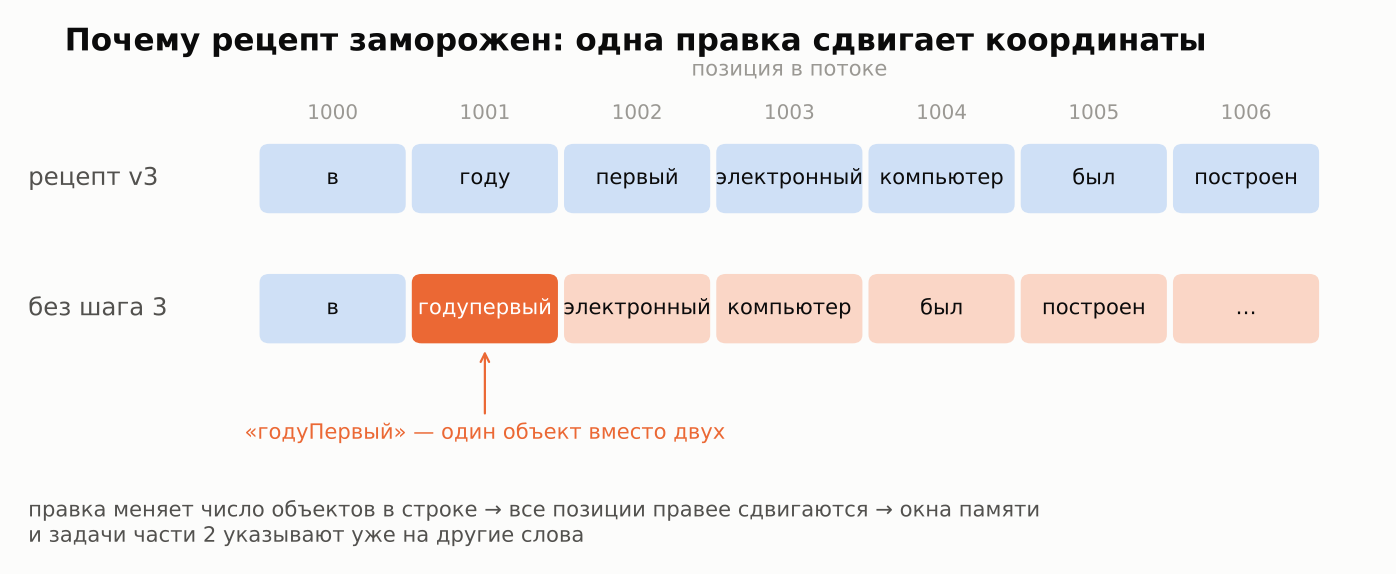 Почему рецепт заморожен: одна правка сдвигает координаты
позиция в потоке
1000 1001 1002 1003 1004 1005 1006
рецепт v3 в году первый электронный компьютер был построен
без шага 3 в годупервый электронный компьютер был построен …
«годуПервый» — один объект вместо двух
правка меняет число объектов в строке → все позиции правее сдвигаются → окна памяти
и задачи части 2 указывают уже на другие слова